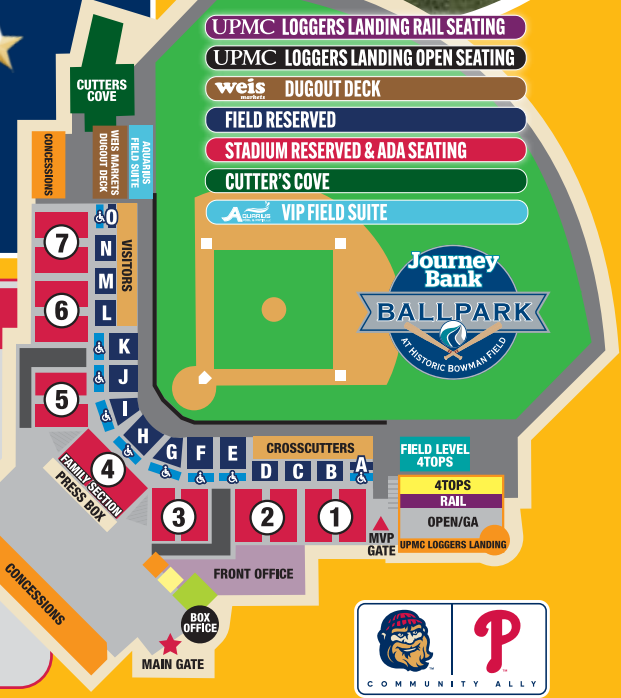 UPMC LOGGERS LANDING RAIL SEATING
UPMC LOGGERS LANDING OPEN SEATING
weis markets DUGOUT DECK
FIELD RESERVED
STADIUM RESERVED & ADA SEATING
CUTTER'S COVE
AQUARIUS VIP FIELD SUITE
CUTTERS
COVE
CONCESSIONS
WEIS MARKETS
DUGOUT DECK
AQUARIUS
FIELD SUITE
7
6
5
O
N
M
L
VISITORS
K
J
I
H
G
F
E
Journey
Bank
BALLPARK
AT HISTORIC BOWMAN FIELD
4
FAMILY SECTION
PRESS BOX
CROSSCUTTERS
D
C
B
A
3
2
1
FIELD LEVEL
4TOPS
4TOPS
RAIL
OPEN/GA
UPMC LOGGERS LANDING
MVP
GATE
FRONT OFFICE
CONCESSIONS
BOX
OFFICE
MAIN GATE
P
COMMUNITY ALLY